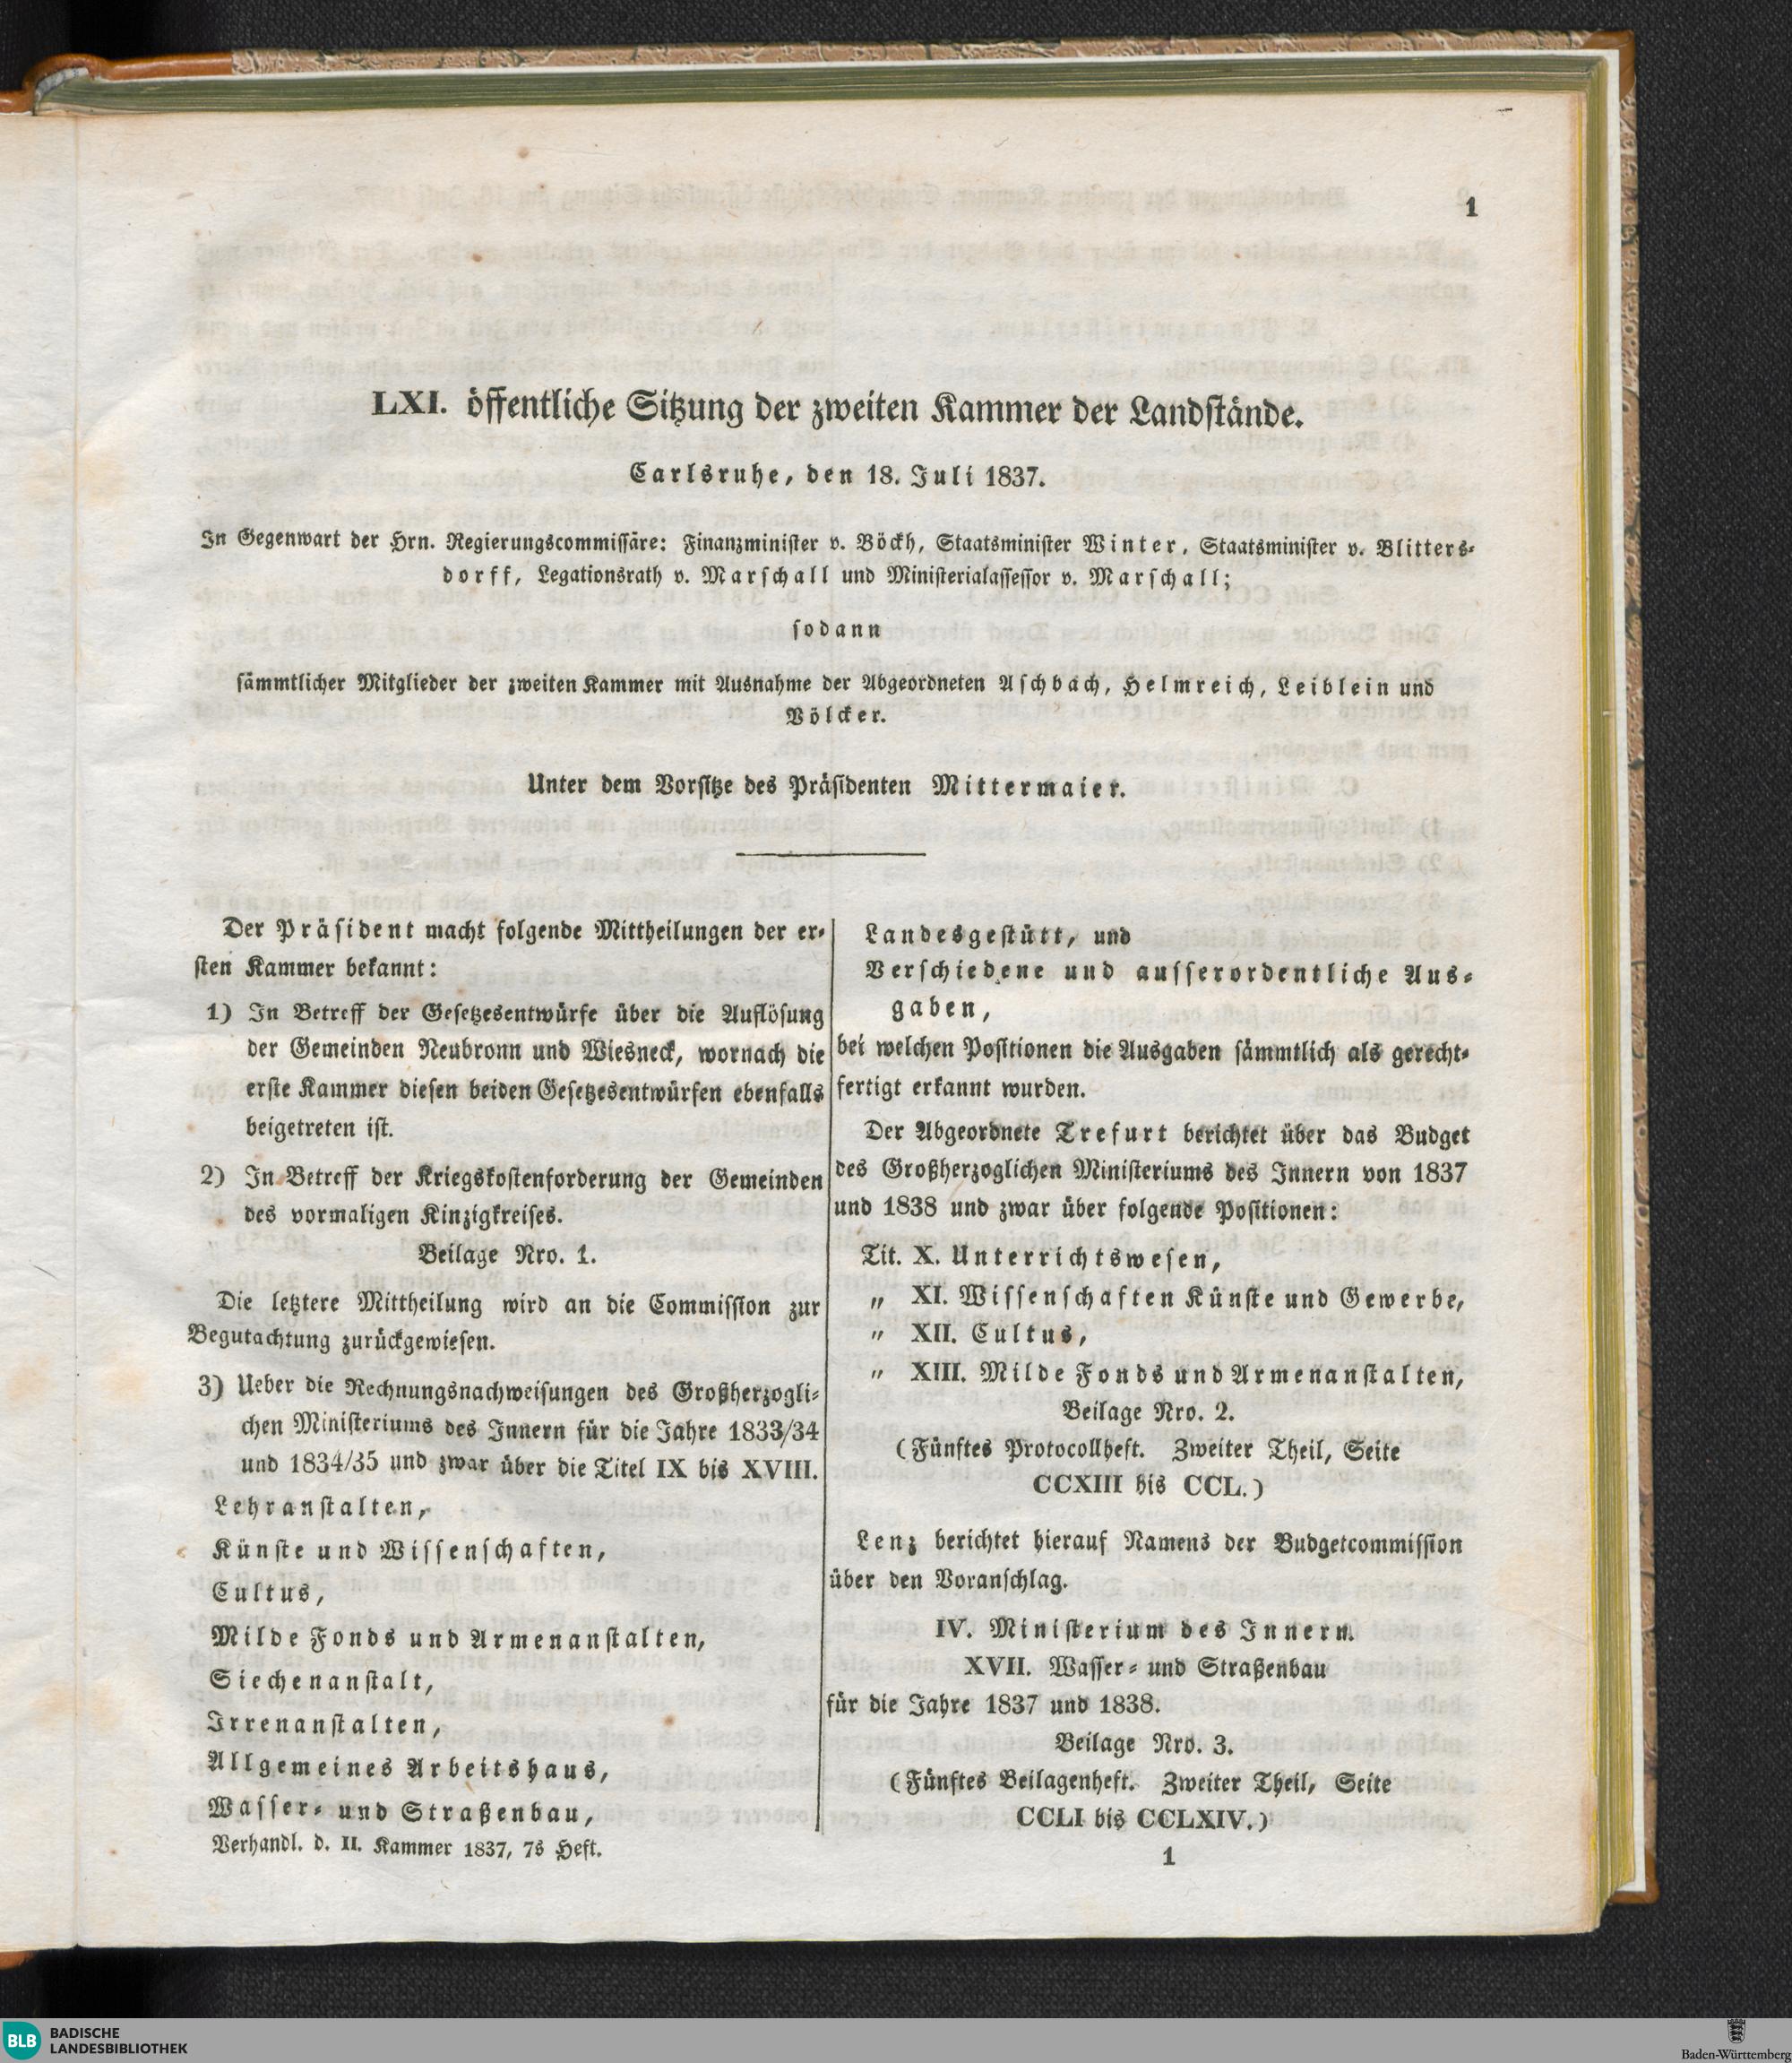 1
LXI. öffentliche Sitzung der zweiten Kammer der Landstände.
Carlsruhe, den 18. Juli 1837.
In Gegenwart der Hrn. Regierungscommissäre: Finanzminister v. Böckh, Staatsminister Winter, Staatsminister v. Blitters-
dorff, Legationsrath v. Marschall und Ministerialassessor v. Marschall;
sodann
sämmtlicher Mitglieder der zweiten Kammer mit Ausnahme der Abgeordneten Aschbach, Helmreich, Leiblein und
Völcker.
Unter dem Vorsitze des Präsidenten Mittermaier.
Der Präsident macht folgende Mittheilungen der er-
sten Kammer bekannt:
1) In Betreff der Gesetzesentwürfe über die Auflösung
der Gemeinden Neubronn und Wiesneck, wornach die
erste Kammer diesen beiden Gesetzesentwürfen ebenfalls
beigetreten ist.
2) In Betreff der Kriegskostenforderung der Gemeinden
des vormaligen Kinzigkreises.
Beilage Nro. 1.
Die letztere Mittheilung wird an die Commission zur
Begutachtung zurückgewiesen.
3) Ueber die Rechnungsnachweisungen des Großherzogli-
chen Ministeriums des Innern für die Jahre 1833/34
und 1834/35 und zwar über die Titel IX bis XVIII.
Lehranstalten,
Künste und Wissenschaften,
Cultus,
Milde Fonds und Armenanstalten,
Siechenanstalt,
Irrenanstalten,
Allgemeines Arbeitshaus,
Wasser- und Straßenbau,
Verhandl. d. II. Kammer 1837, 7s Heft.
Landesgestütt, und
Verschiedene und ausserordentliche Aus-
gaben,
bei welchen Positionen die Ausgaben sämmtlich als gerecht-
fertigt erkannt wurden.
Der Abgeordnete Trefurt berichtet über das Budget
des Großherzoglichen Ministeriums des Innern von 1837
und 1838 und zwar über folgende Positionen:
Tit. X. Unterrichtswesen,
„ XI. Wissenschaften Künste und Gewerbe,
„ XII. Cultus,
„ XIII. Milde Fonds und Armenanstalten,
Beilage Nro. 2.
(Fünftes Protocollheft. Zweiter Theil, Seite
CCXIII bis CCL.)
Lenz berichtet hierauf Namens der Budgetcommission
über den Voranschlag.
IV. Ministerium des Innern.
XVII. Wasser- und Straßenbau
für die Jahre 1837 und 1838.
Beilage Nro. 3.
(Fünftes Beilagenheft. Zweiter Theil, Seite
CCLI bis CCLXIV.)
1
BLB BADISCHE
LANDESBIBLIOTHEK
Baden-Württemberg